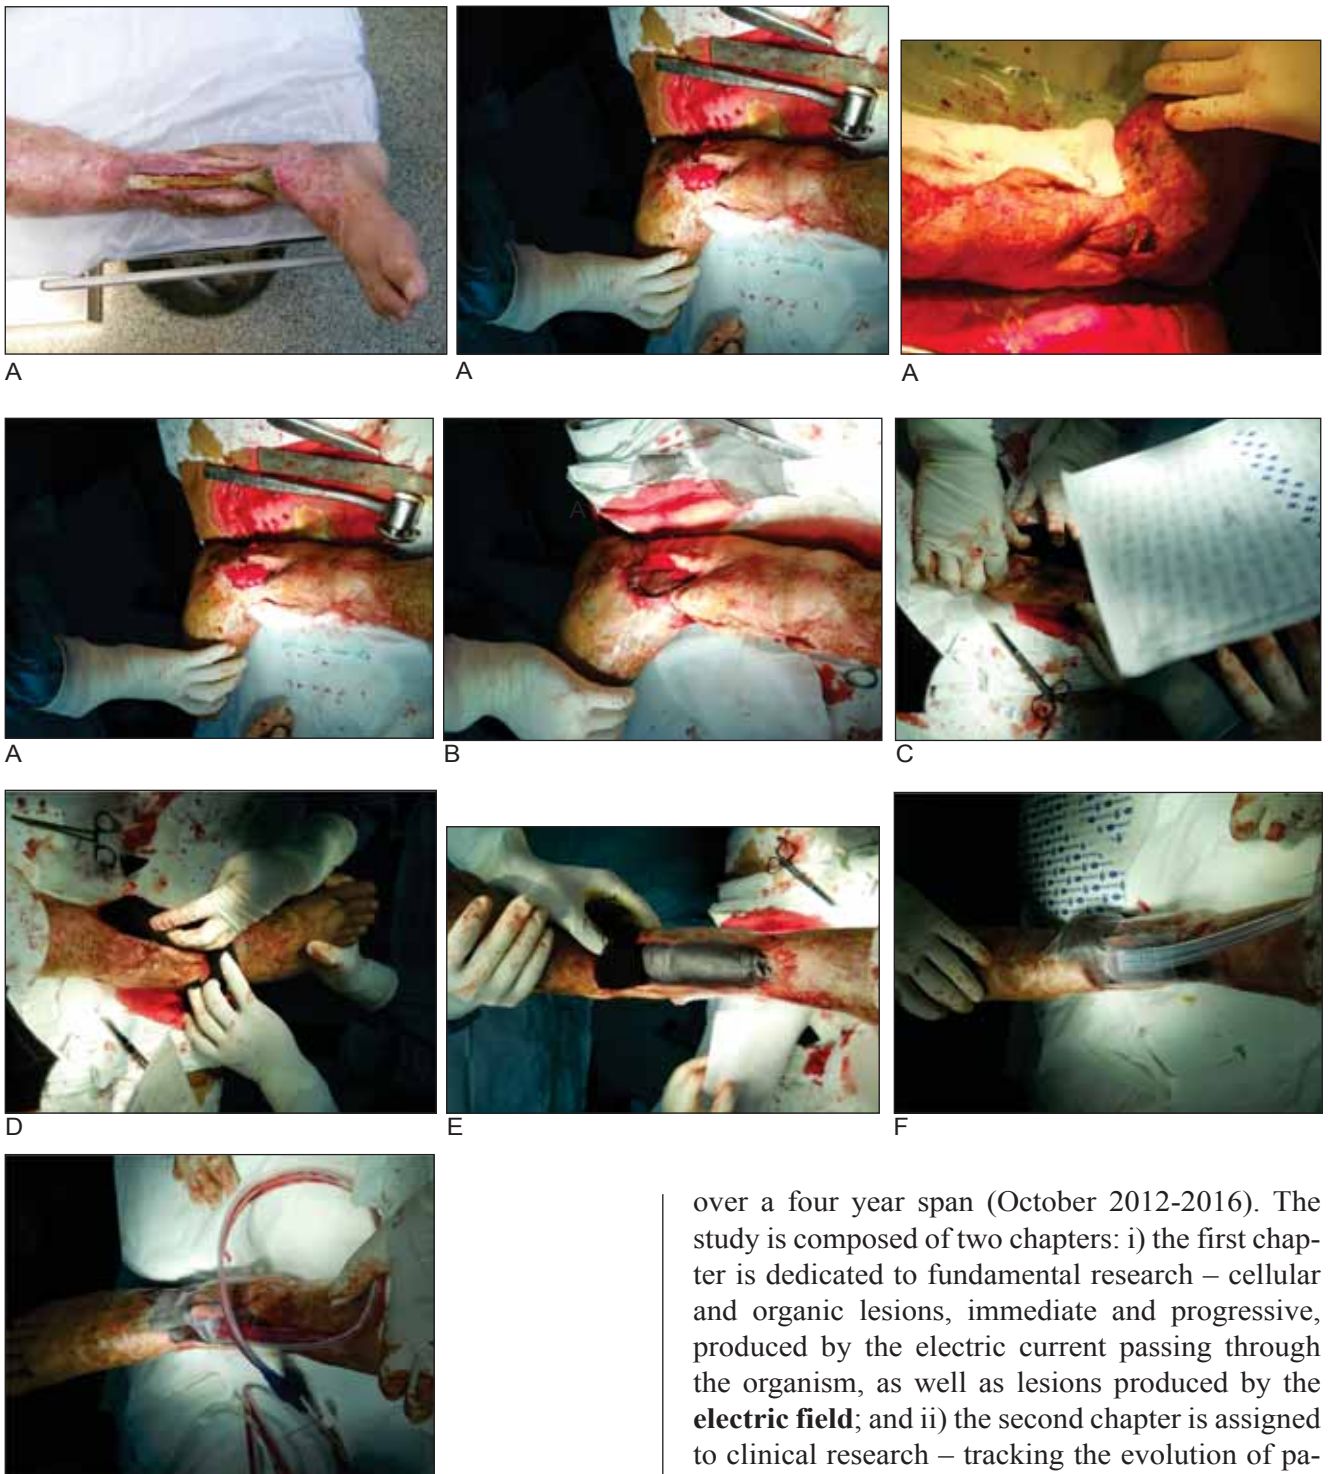 A
A
A
A
A
B
C
D
E
F
over a four year span (October 2012-2016). The
study is composed of two chapters: i) the first chap-
ter is dedicated to fundamental research – cellular
and organic lesions, immediate and progressive,
produced by the electric current passing through
the organism, as well as lesions produced by the
electric field; and ii) the second chapter is assigned
to clinical research – tracking the evolution of pa-